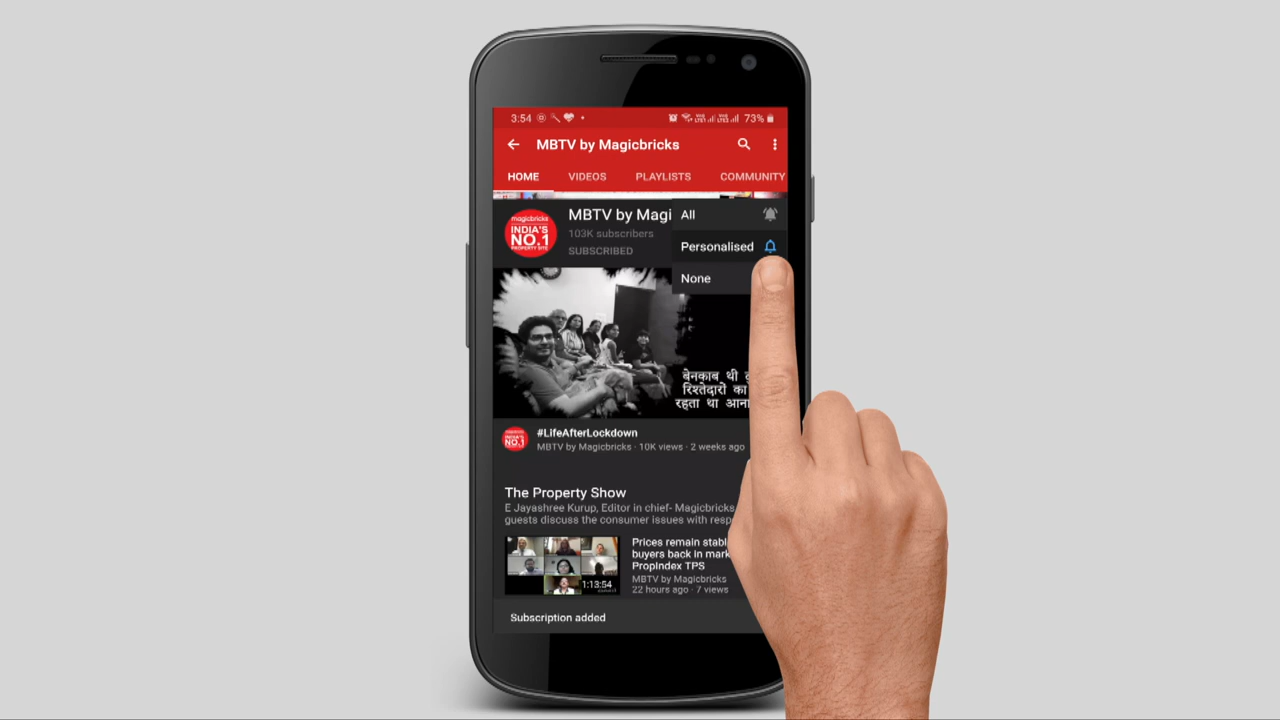 3:54
73%
MBTV by Magicbricks
HOME VIDEOS PLAYLISTS COMMUNITY
magicbricks
INDIA'S
NO.1
PROPERTY SITE
MBTV by Magi
103K subscribers
SUBSCRIBED
All
Personalised
None
बेनकाब थी
रिश्तेदारों का
रहता था आना
#LifeAfterLockdown
MBTV by Magicbricks · 10K views · 2 weeks ago
The Property Show
E Jayashree Kurup, Editor in chief- Magicbricks
guests discuss the consumer issues with resp
Prices remain stabl
buyers back in mark
PropIndex TPS
MBTV by Magicbricks
22 hours ago · 7 views
1:13:54
Subscription added